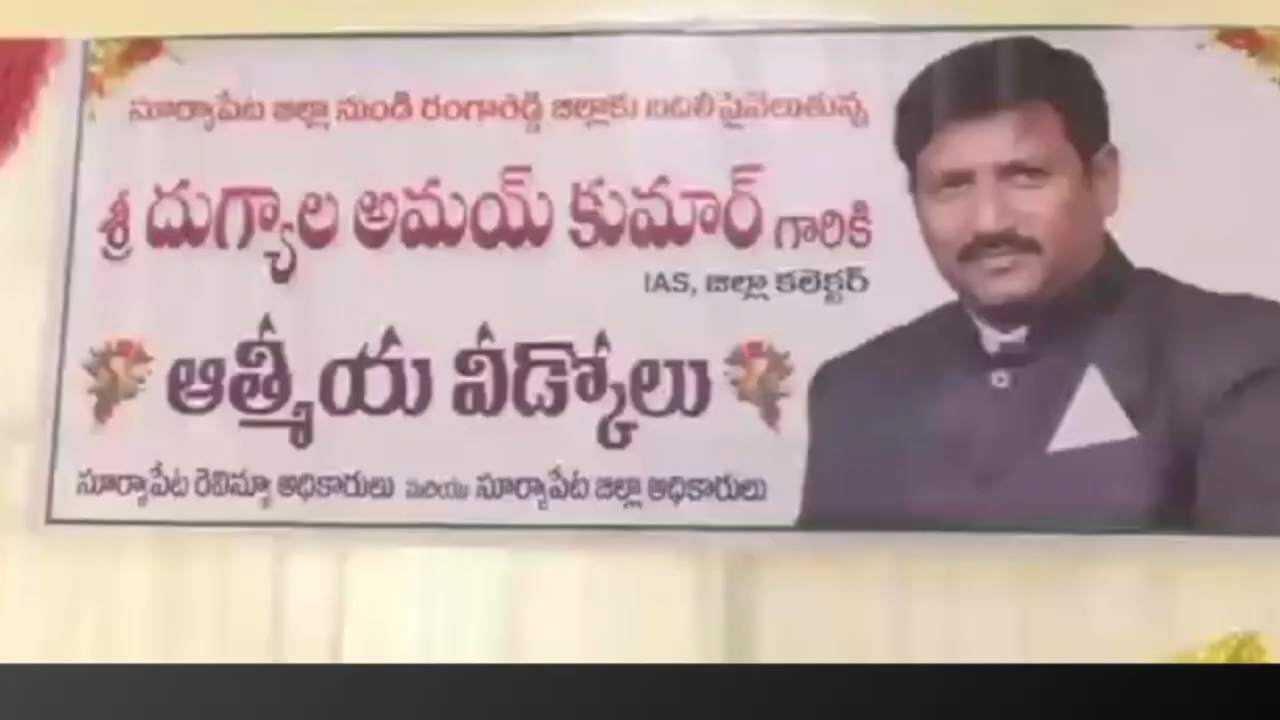 సూర్యాపేట జిల్లా నుండి రంగారెడ్డి జిల్లాకు బదిలీ పైవెలుతున్న
శ్రీ దుగ్యాల అమయ్ కుమార్ గారికి
IAS, జిల్లా కలెక్టర్
ఆత్మీయ వీడ్కోలు
సూర్యాపేట రెవిన్యూ అధికారులు మరియు సూర్యాపేట జిల్లా అధికారులు